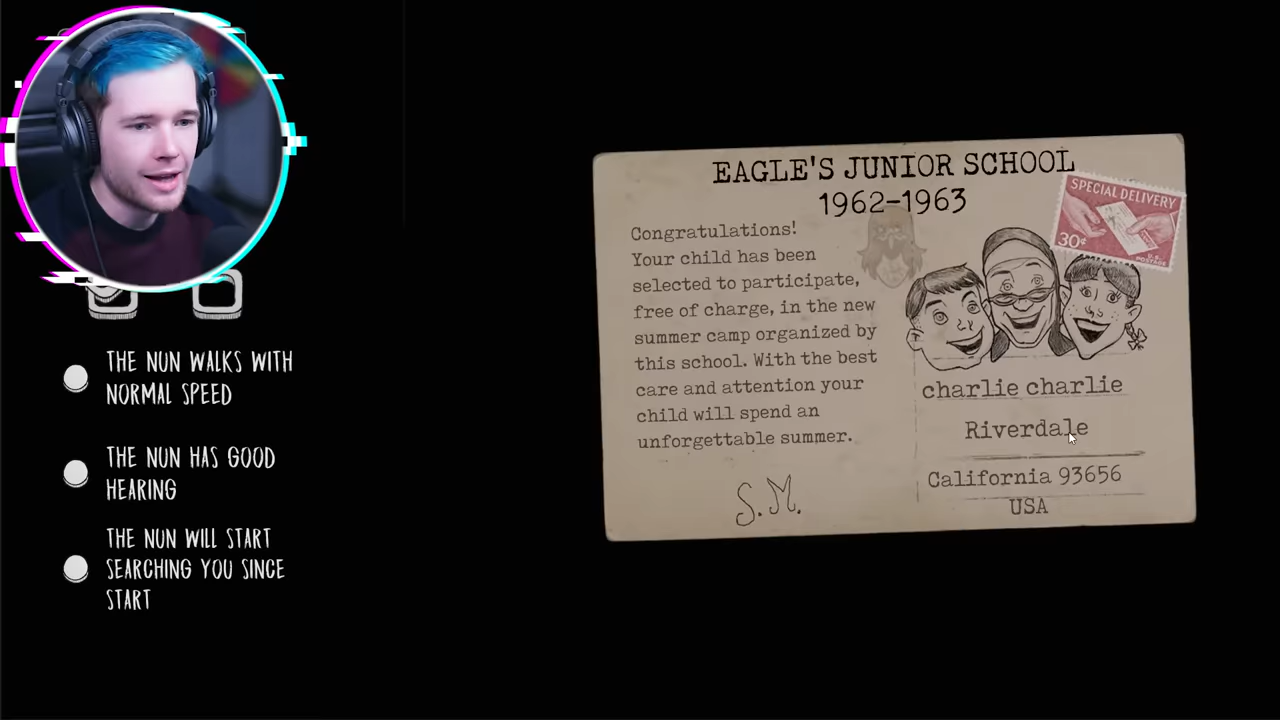 THE NUN WALKS WITH
NORMAL SPEED
THE NUN HAS GOOD
HEARING
THE NUN WILL START
SEARCHING YOU SINCE
START
EAGLE'S JUNIOR SCHOOL
1962-1963
Congratulations!
Your child has been
selected to participate,
free of charge, in the new
summer camp organized by
this school. With the best
care and attention your
child will spend an
unforgettable summer.
S.M.
SPECIAL DELIVERY
30¢
U.S.
POSTAGE
charlie charlie
Riverdale
California 93656
USA